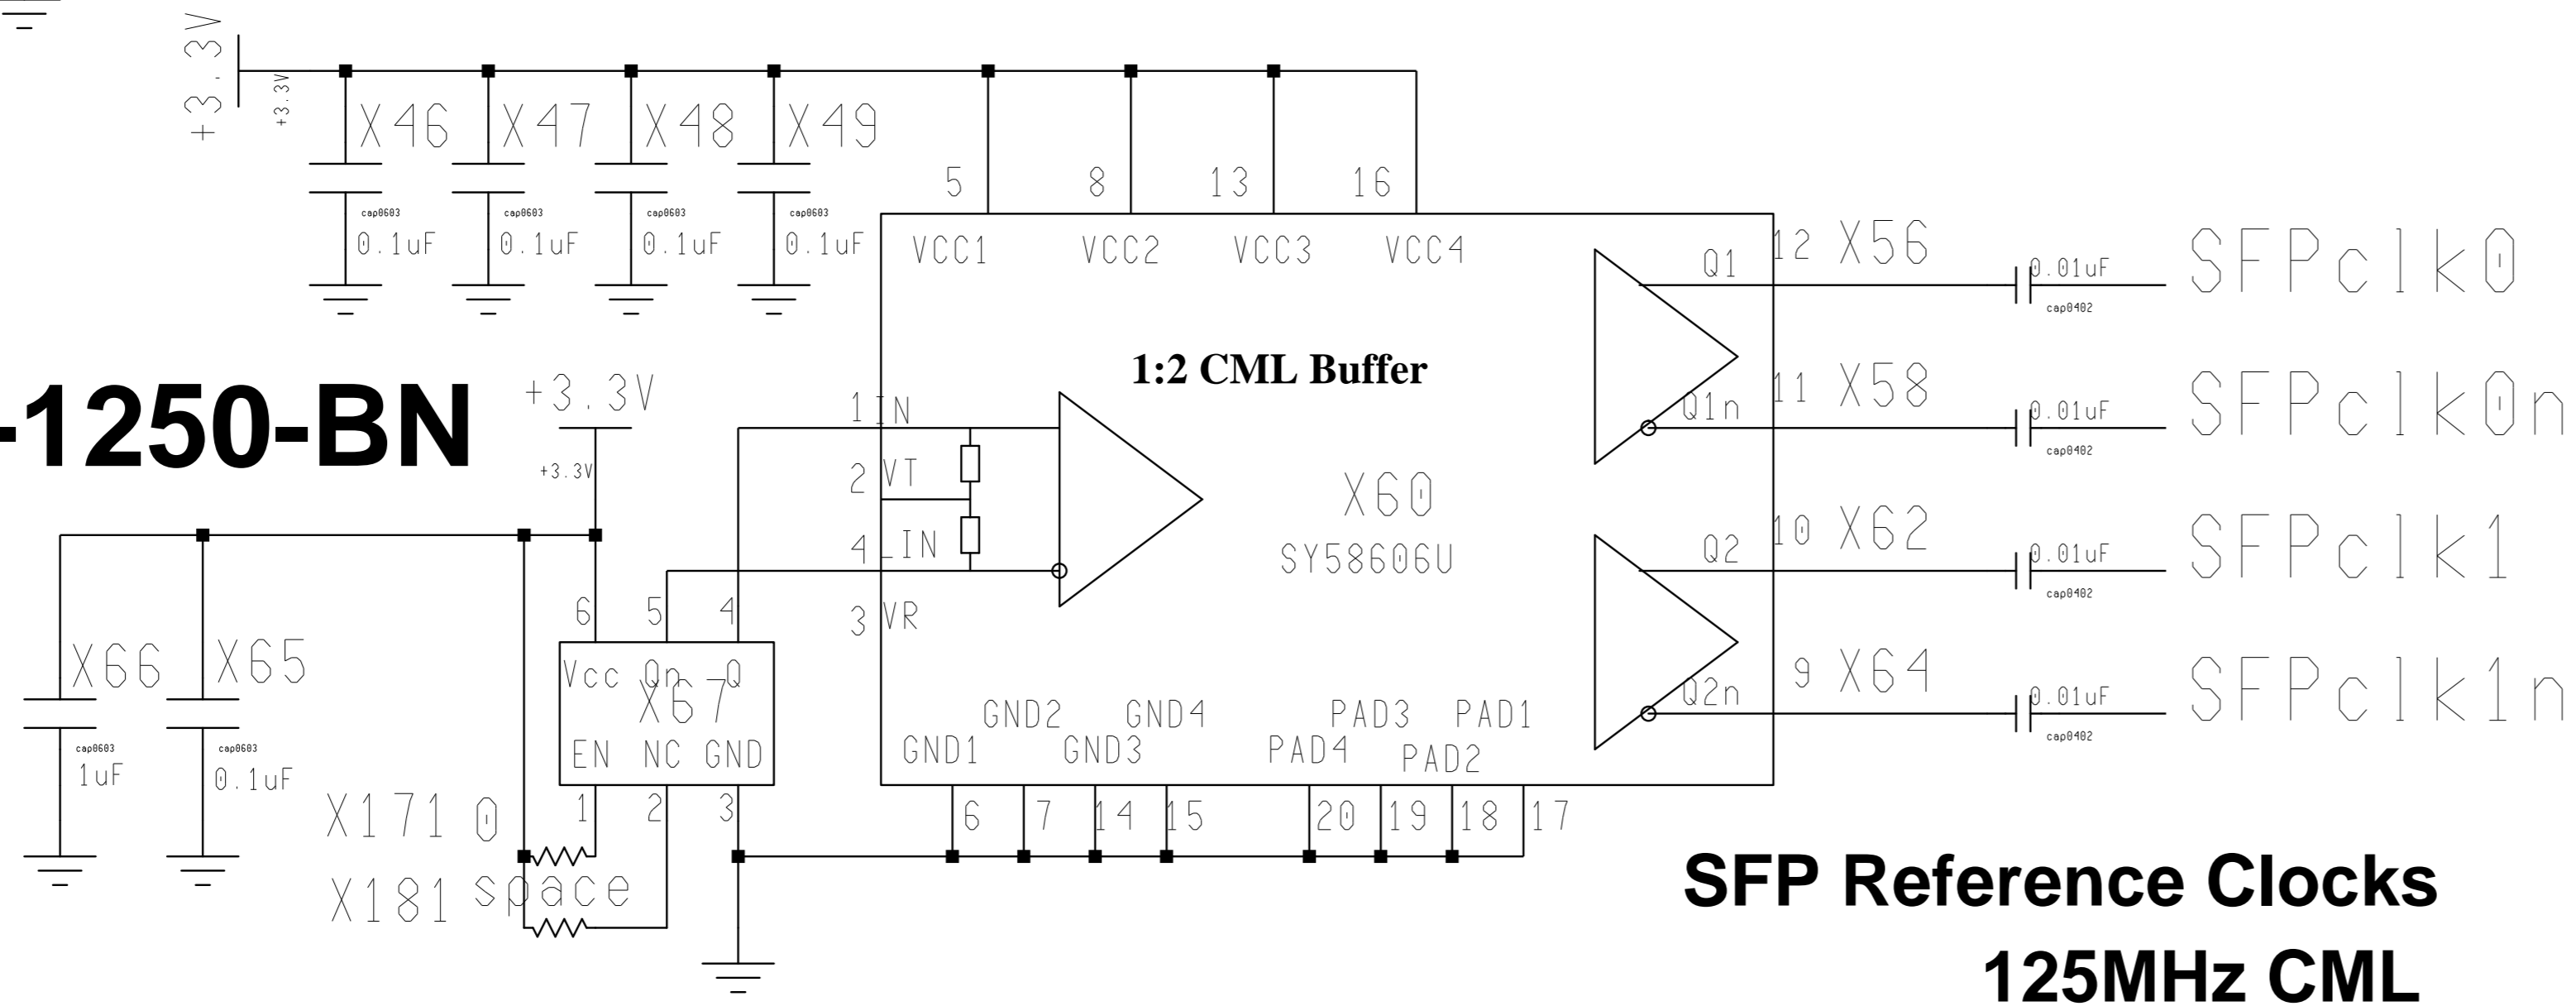 +3.3V
+3.3V
X46 X47 X48 X49
cap0603 cap0603 cap0603 cap0603
0.1uF 0.1uF 0.1uF 0.1uF
5 8 13 16
VCC1 VCC2 VCC3 VCC4
1:2 CML Buffer
Q1 12 X56 0.01uF SFPclk0
cap0402
Q1n 11 X58 0.01uF SFPclk0n
cap0402
-1250-BN
+3.3V
+3.3V
1 IN
2 VT
4 _IN
3 VR
X60
SY58606U
Q2 10 X62 0.01uF SFPclk1
cap0402
Q2n 9 X64 0.01uF SFPclk1n
cap0402
6 5 4
Vcc Qn Q
X67
EN NC GND
1 2 3
X66 X65
cap0603 cap0603
1uF 0.1uF
X171 0
X181 space
GND2 GND4 PAD3 PAD1
GND1 GND3 PAD4 PAD2
6 7 14 15 20 19 18 17
SFP Reference Clocks
125MHz CML